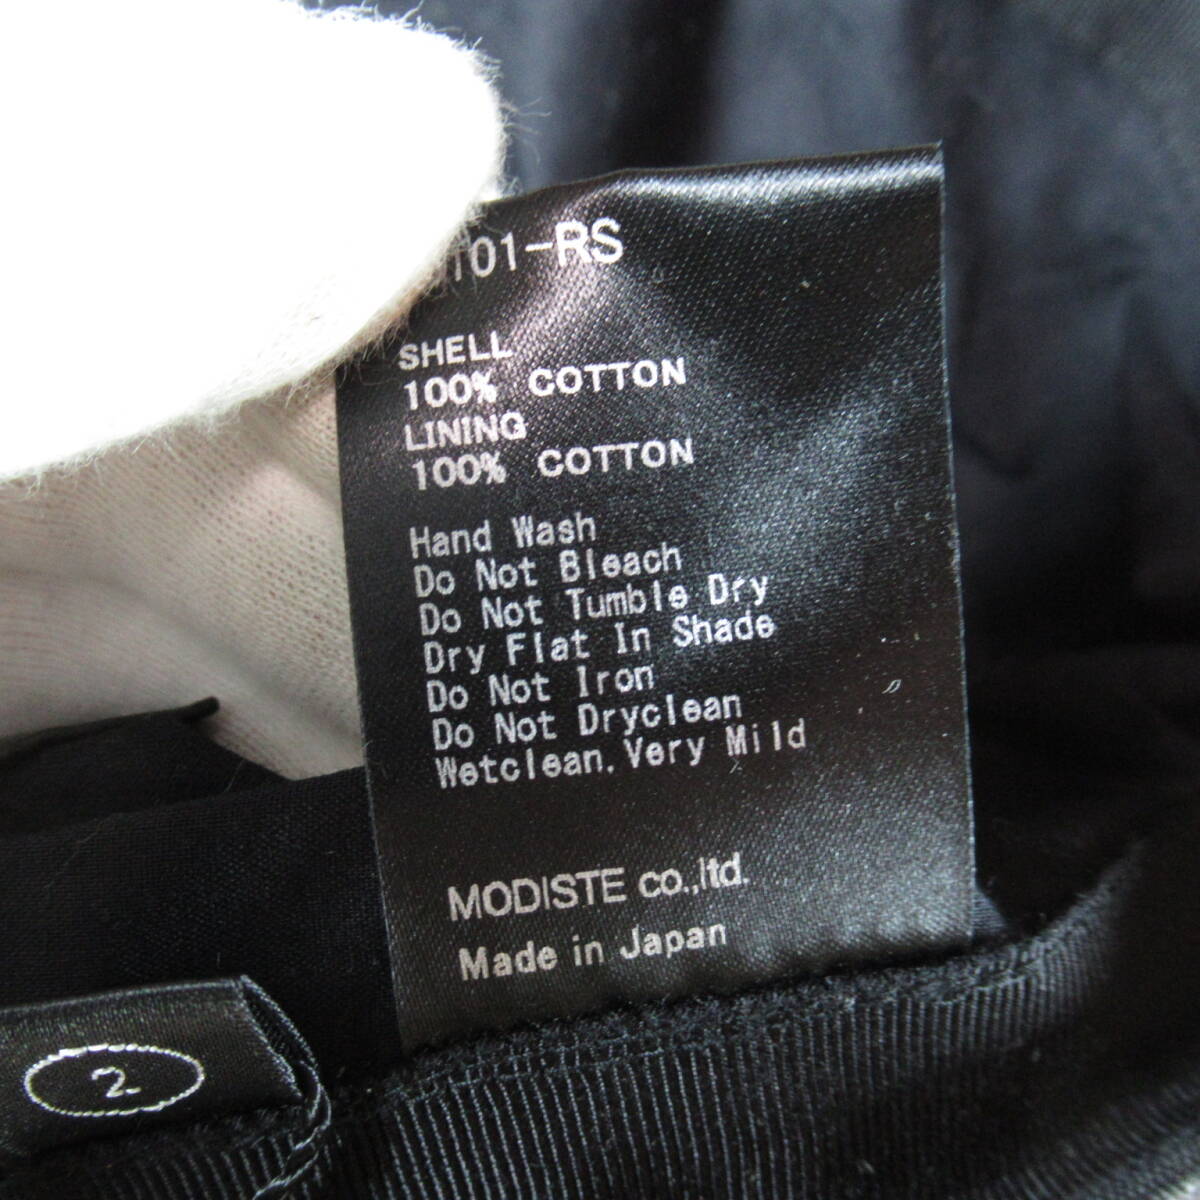 101-RS
SHELL
100% COTTON
LINING
100% COTTON
Hand Wash
Do Not Bleach
Do Not Tumble Dry
Dry Flat In Shade
Do Not Iron
Do Not Dryclean
Wetclean.Very Mild
MODISTE co.,ltd.
Made in Japan
2